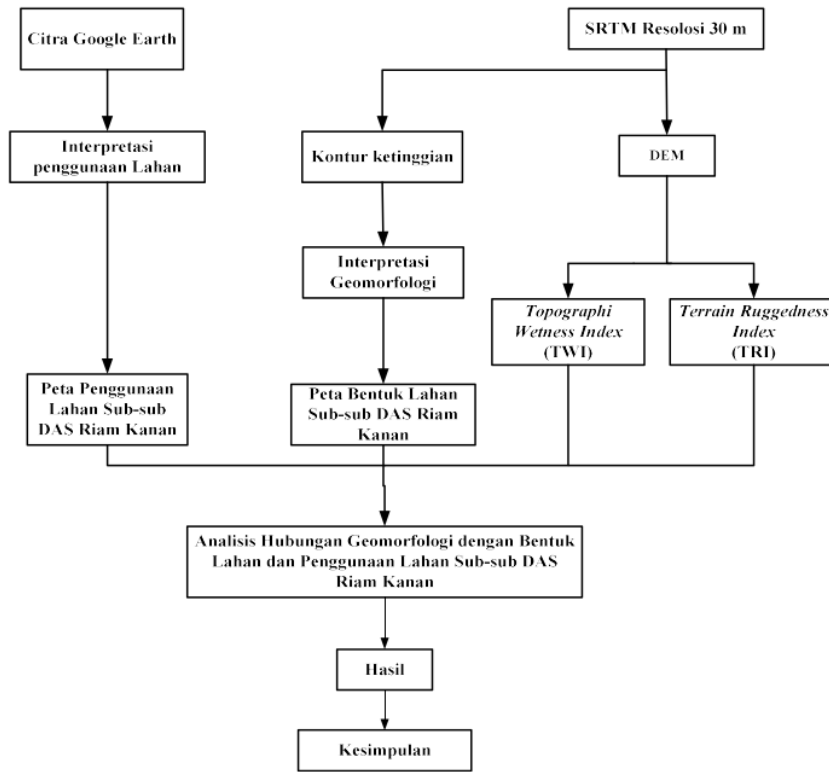 Citra Google Earth
SRTM Resolosi 30 m
Interpretasi
penggunaan Lahan
Kontur ketinggian
DEM
Interpretasi
Geomorfologi
Topographi
Wetness Index
(TWI)
Terrain Ruggedness
Index
(TRI)
Peta Penggunaan
Lahan Sub-sub
DAS Riam Kanan
Peta Bentuk Lahan
Sub-sub DAS Riam
Kanan
Analisis Hubungan Geomorfologi dengan Bentuk
Lahan dan Penggunaan Lahan Sub-sub DAS
Riam Kanan
Hasil
Kesimpulan